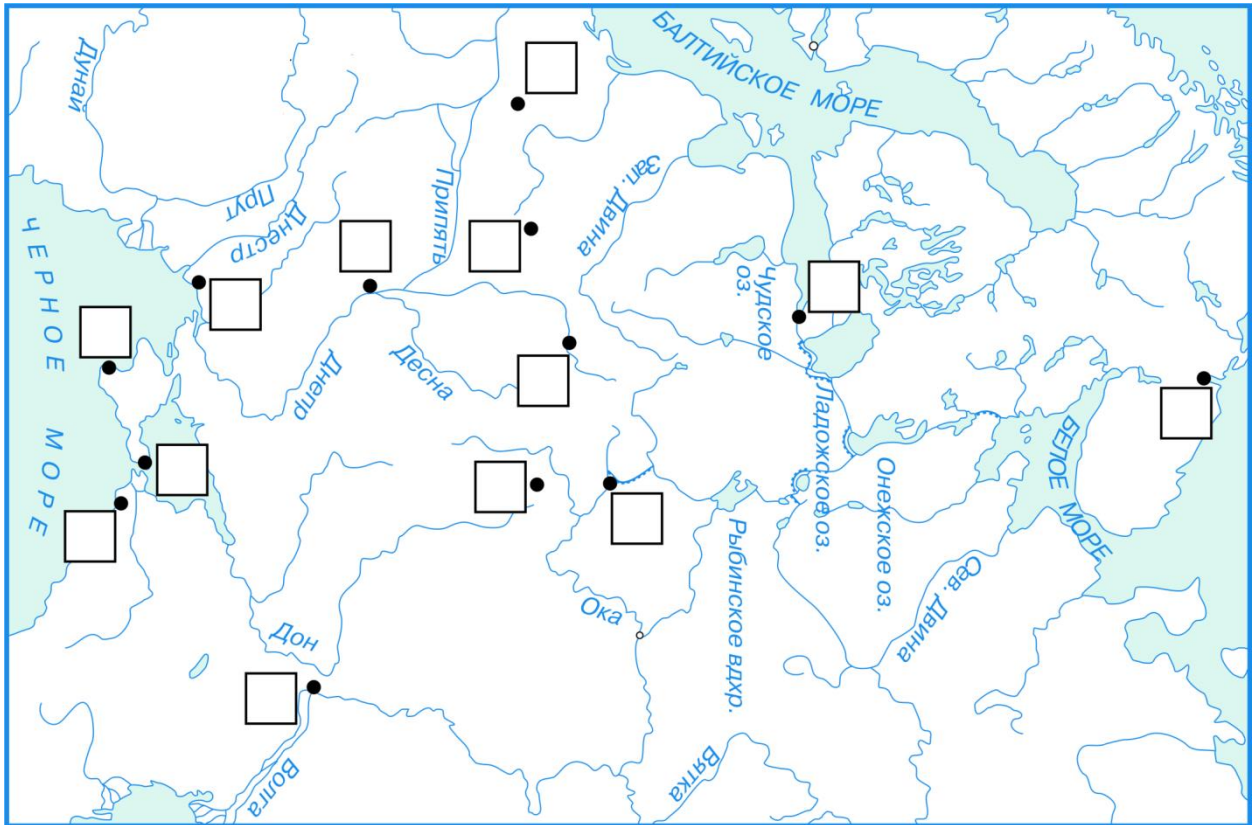 Дунай
БАЛТИЙСКОЕ МОРЕ
Прут
Днестр
Припять
Зап. Двина
ЧЕРНОЕ МОРЕ
Чудское
оз.
Днепр
Десна
Ладожское оз.
БЕЛОЕ МОРЕ
Онежское оз.
Рыбинское вдхр.
Сев. Двина
Ока
Дон
Волга
Вятка